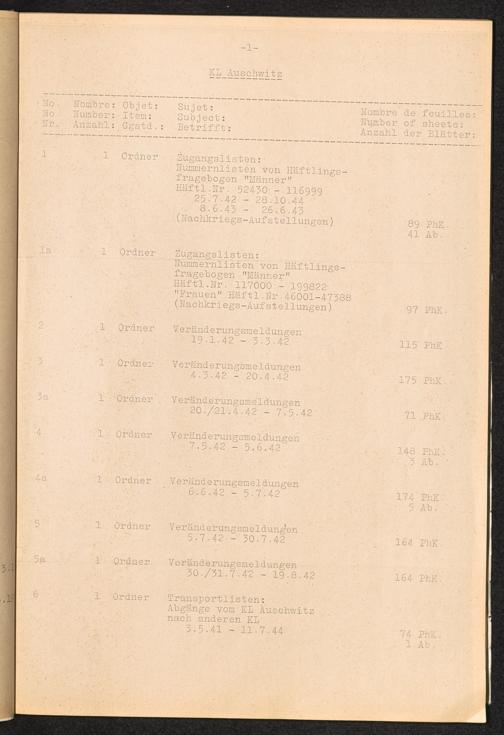 -1-
KL Auschwitz
No. Nombre: Objet: Sujet: Nombre de feuilles:
No. Number: Item: Subject: Number of sheets:
Nr. Anzahl: Ggstd.: Betrifft: Anzahl der Blätter:
1 1 Ordner Zugangslisten:
Nummernlisten von Häftlings-
fragebogen "Männer"
Häftl.Nr. 52430 - 116999
25.7.42 - 28.10.44
8.6.43 - 26.6.43
(Nachkriegs-Aufstellungen) 89 PhK.
41 Ab.
1a 1 Ordner Zugangslisten:
Nummernlisten von Häftlings-
fragebogen "Männer"
Häftl.Nr. 117000 - 199822
"Frauen" Häftl.Nr.46001-47388
(Nachkriegs-Aufstellungen) 97 PhK.
2 1 Ordner Veränderungsmeldungen
19.1.42 - 3.3.42 115 PhK.
3 1 Ordner Veränderungsmeldungen
4.3.42 - 20.4.42 175 PhK.
3a 1 Ordner Veränderungsmeldungen
20./21.4.42 - 7.5.42 71 PhK.
4 1 Ordner Veränderungsmeldungen
7.5.42 - 5.6.42 148 PhK.
3 Ab.
4a 1 Ordner Veränderungsmeldungen
6.6.42 - 5.7.42 174 PhK.
5 Ab.
5 1 Ordner Veränderungsmeldungen
5.7.42 - 30.7.42 164 PhK.
5a 1 Ordner Veränderungsmeldungen
30./31.7.42 - 19.8.42 164 PhK.
6 1 Ordner Transportlisten:
Abgänge vom KL Auschwitz
nach anderen KL
3.5.41 - 11.7.44 74 PhK.
1 Ab.